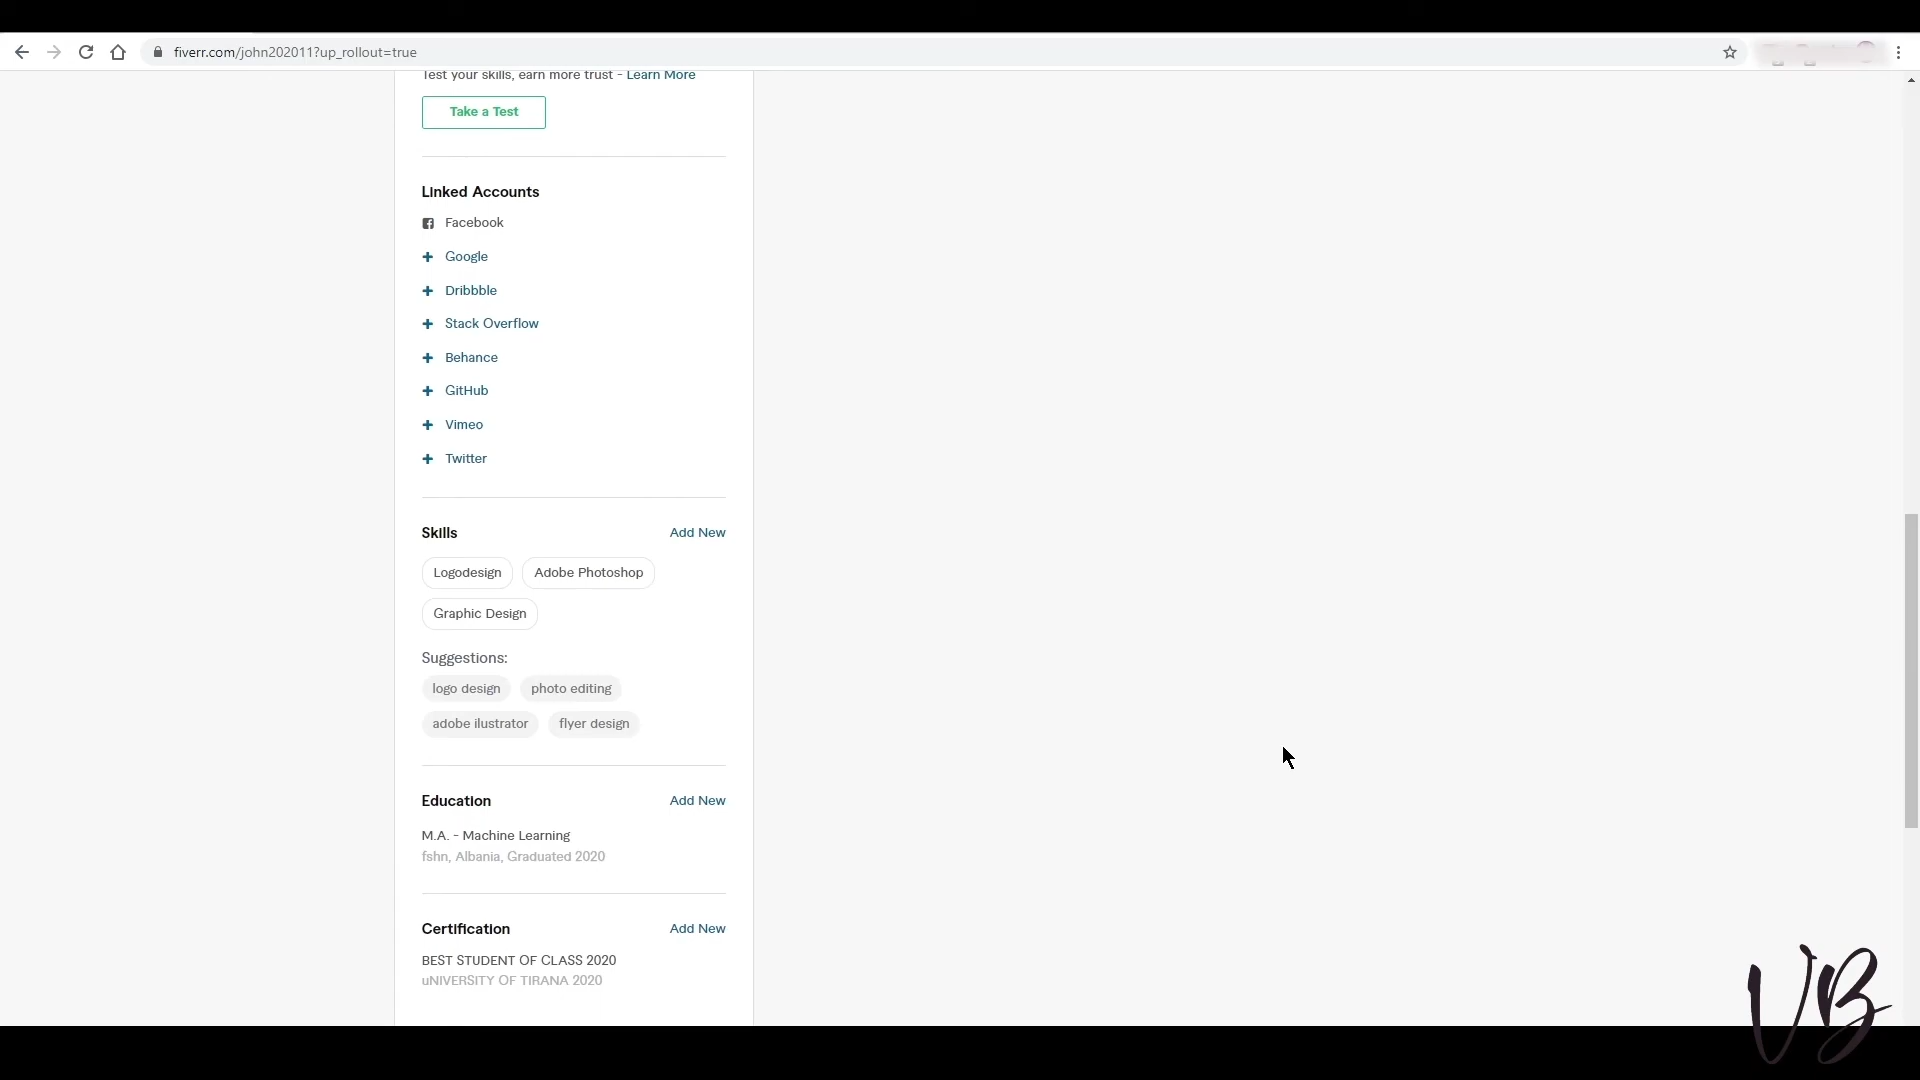 fiverr.com/john202011?up_rollout=true
Test your skills, earn more trust - Learn More
Take a Test
Linked Accounts
Facebook
+ Google
+ Dribbble
+ Stack Overflow
+ Behance
+ GitHub
+ Vimeo
+ Twitter
Skills Add New
Logodesign Adobe Photoshop
Graphic Design
Suggestions:
logo design photo editing
adobe ilustrator flyer design
Education Add New
M.A. - Machine Learning
fshn, Albania, Graduated 2020
Certification Add New
BEST STUDENT OF CLASS 2020
uNIVERSITY OF TIRANA 2020
VB